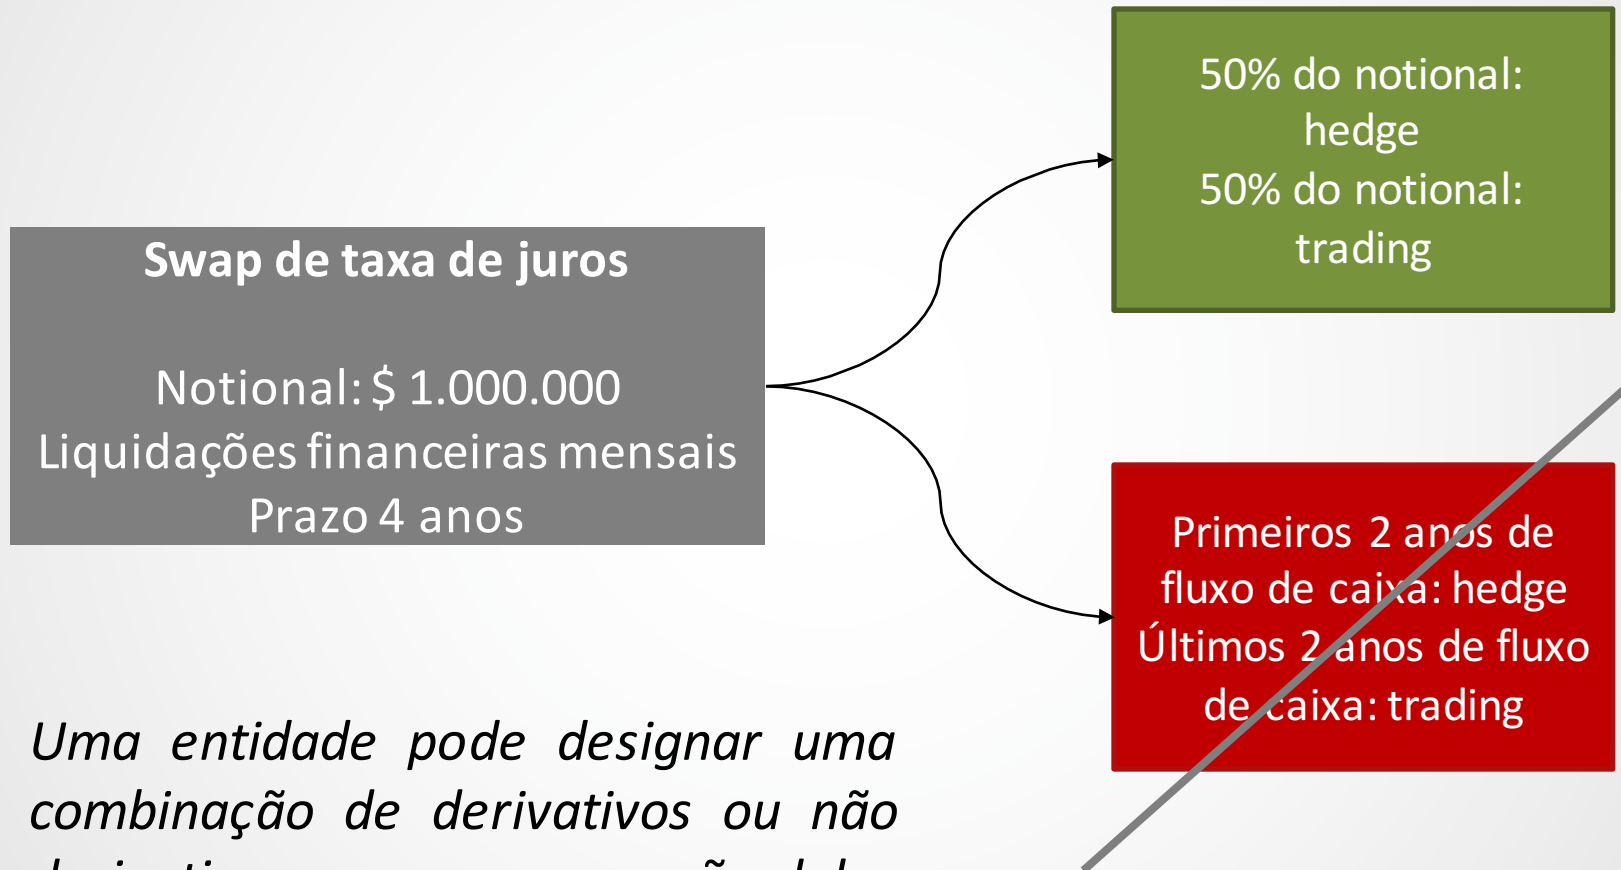 50% do notional:
hedge
50% do notional:
trading
Swap de taxa de juros
Notional: $ 1.000.000
Liquidações financeiras mensais
Prazo 4 anos
Primeiros 2 anos de
fluxo de caixa: hedge
Últimos 2 anos de fluxo
de caixa: trading
Uma entidade pode designar uma
combinação de derivativos ou não